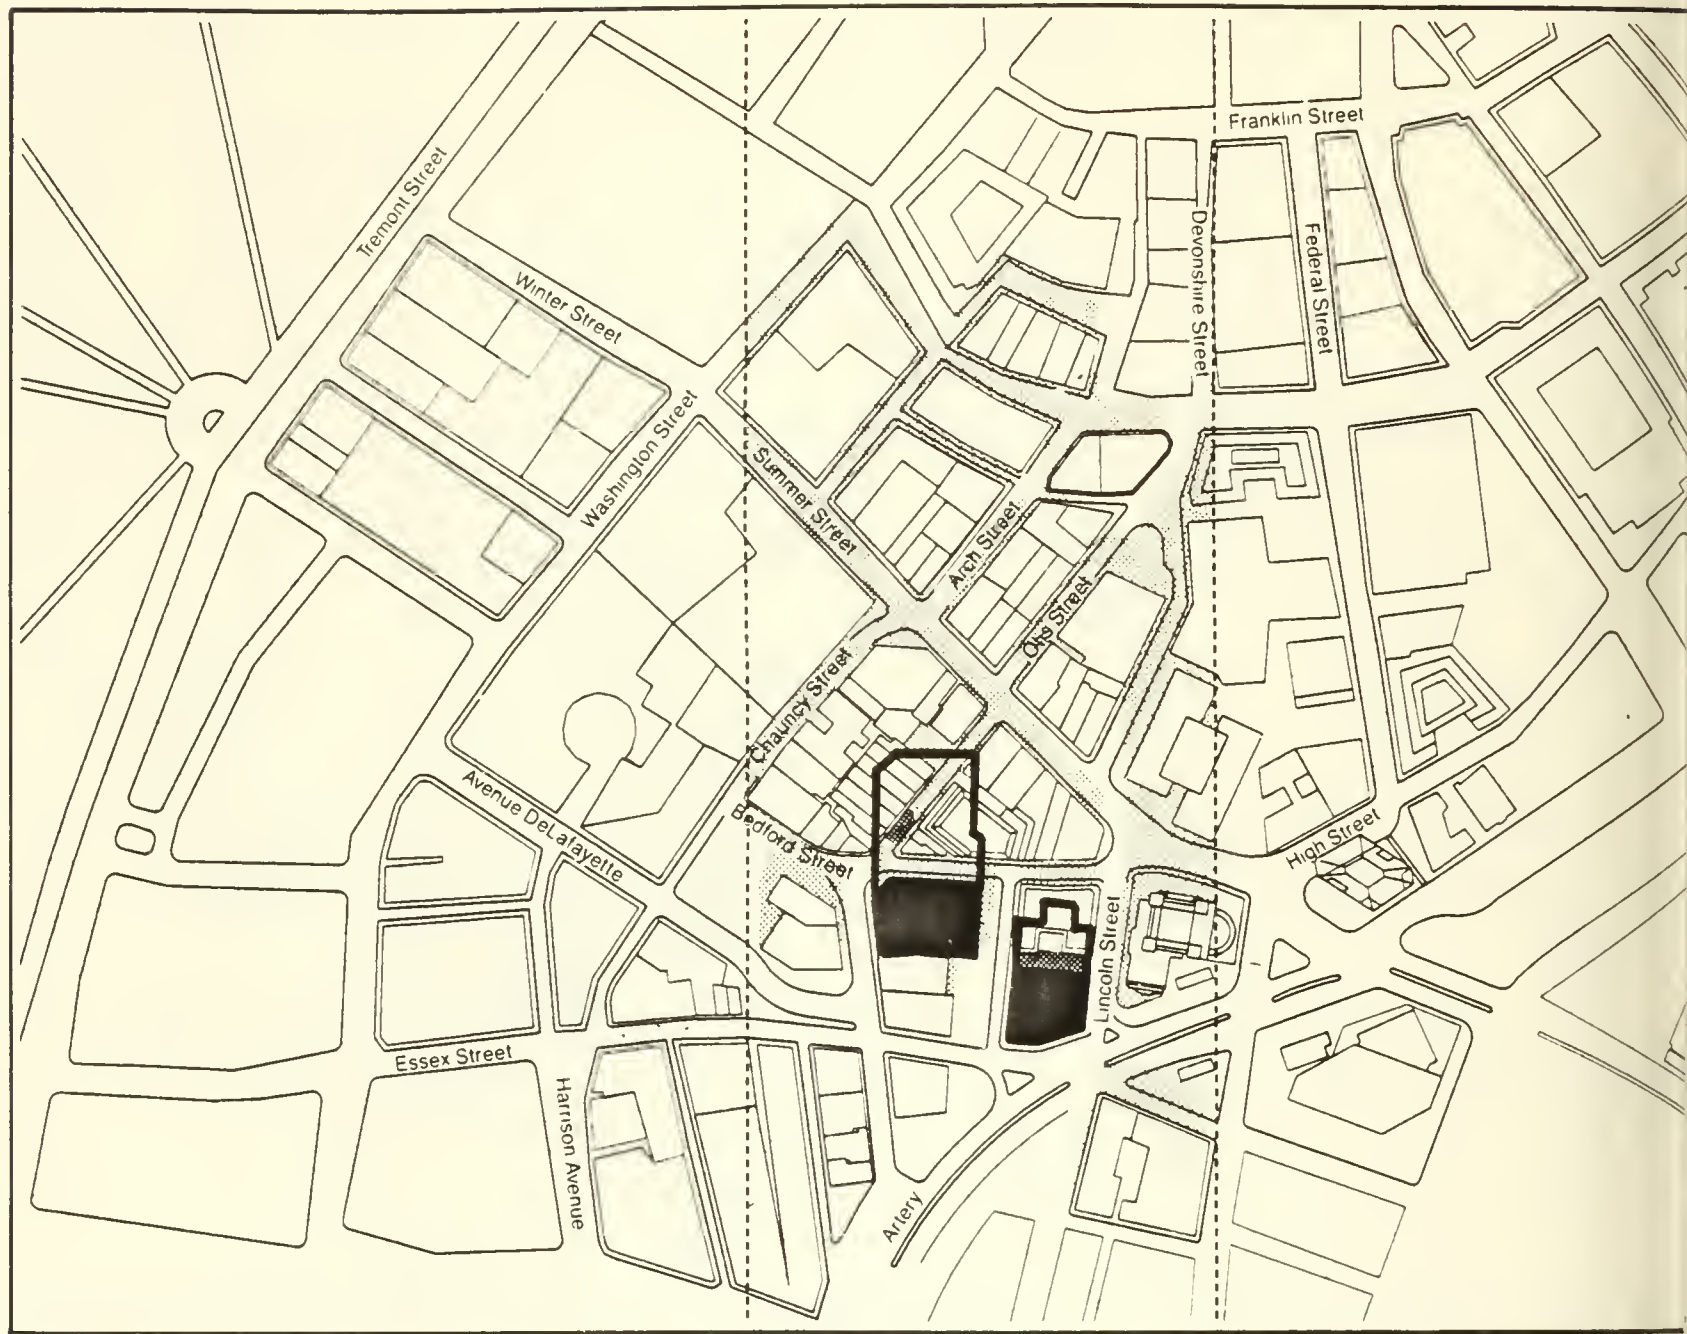 Franklin Street
Tremont Street
Winter Street
Devonshire Street
Federal Street
Washington Street
Summer Street
Arch Street
Otis Street
Chauncy Street
Avenue DeLafayette
Bedford Street
High Street
Lincoln Street
Essex Street
Harrison Avenue
Artery